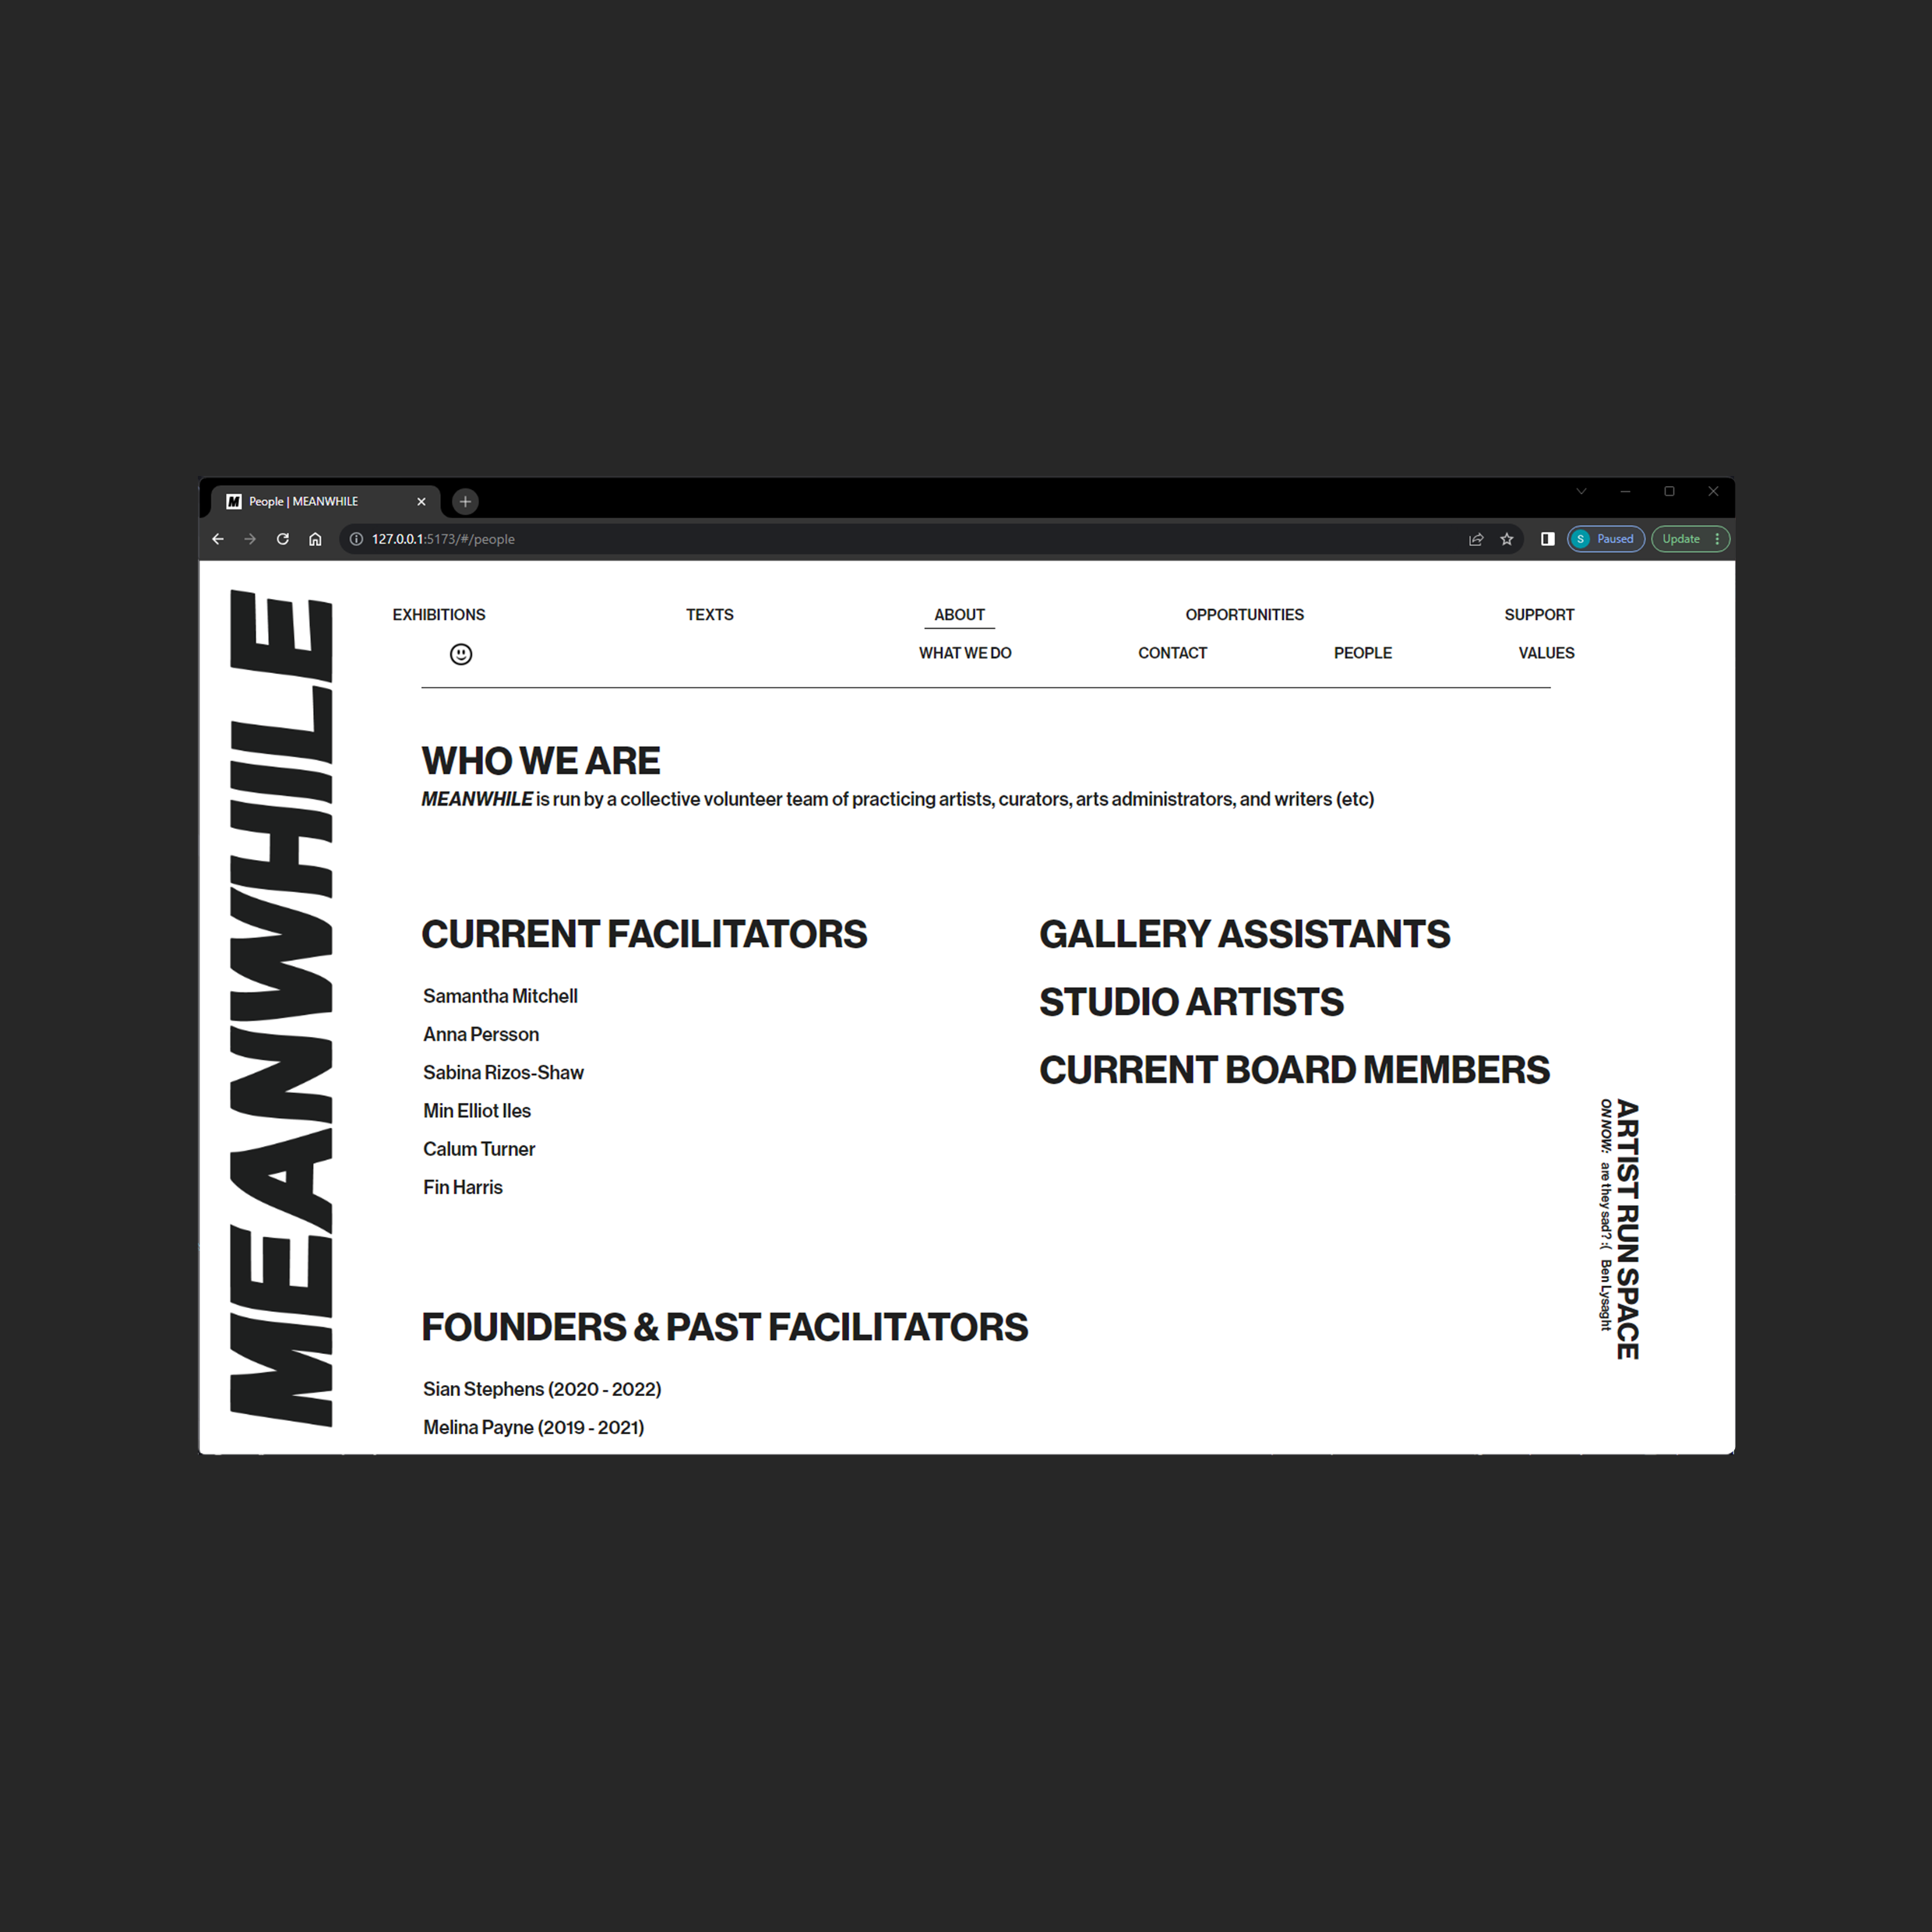 People | MEANWHILE
127.0.0.1:5173/#/people
S Paused
Update
MEANWHILE
EXHIBITIONS TEXTS ABOUT OPPORTUNITIES SUPPORT
WHAT WE DO CONTACT PEOPLE VALUES
WHO WE ARE
MEANWHILE is run by a collective volunteer team of practicing artists, curators, arts administrators, and writers (etc)
CURRENT FACILITATORS
Samantha Mitchell
Anna Persson
Sabina Rizos-Shaw
Min Elliot Iles
Calum Turner
Fin Harris
GALLERY ASSISTANTS
STUDIO ARTISTS
CURRENT BOARD MEMBERS
ARTIST RUN SPACE
ON NOW: are they sad? :( Ben Lysaght
FOUNDERS & PAST FACILITATORS
Sian Stephens (2020 - 2022)
Melina Payne (2019 - 2021)